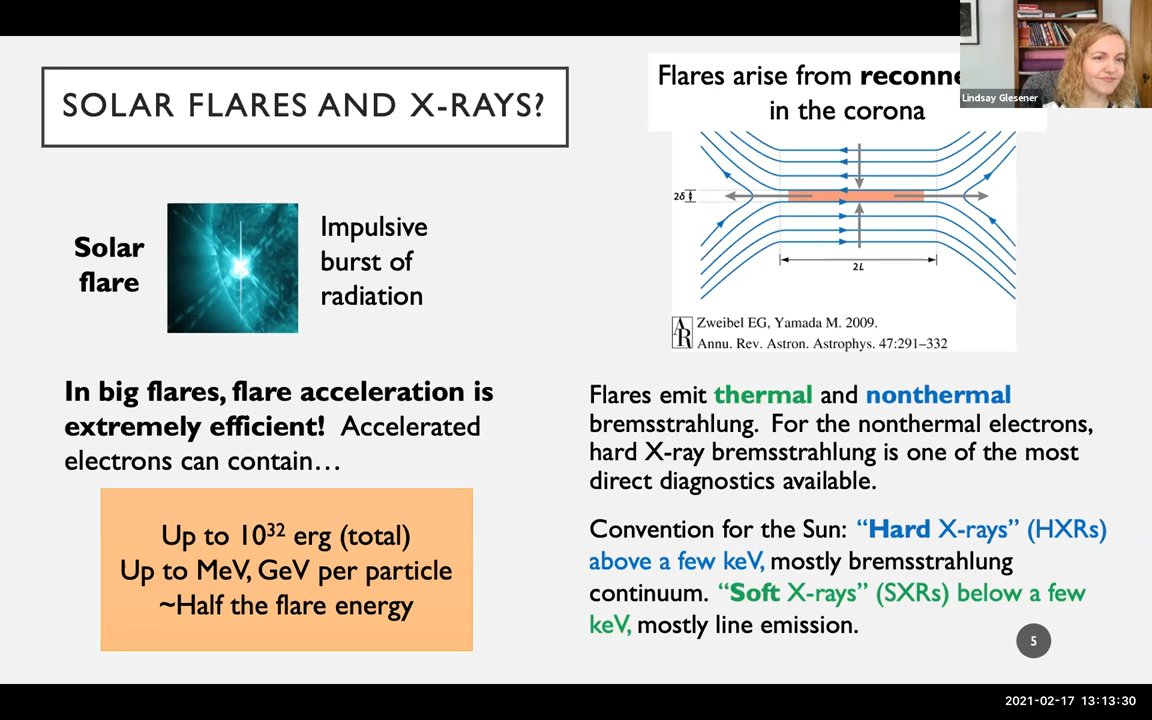 SOLAR FLARES AND X-RAYS?
Solar
flare
Impulsive
burst of
radiation
In big flares, flare acceleration is
extremely efficient! Accelerated
electrons can contain…
Up to 10³² erg (total)
Up to MeV, GeV per particle
~Half the flare energy
Flares arise from
in the corona
Lindsay Glesener
2δ
2L
AR
Zweibel EG, Yamada M. 2009.
Annu. Rev. Astron. Astrophys. 47:291–332
Flares emit thermal and nonthermal
bremsstrahlung. For the nonthermal electrons,
hard X-ray bremsstrahlung is one of the most
direct diagnostics available.
Convention for the Sun: “Hard X-rays” (HXRs)
above a few keV, mostly bremsstrahlung
continuum. “Soft X-rays” (SXRs) below a few
keV, mostly line emission.
5
2021-02-17 13:13:30